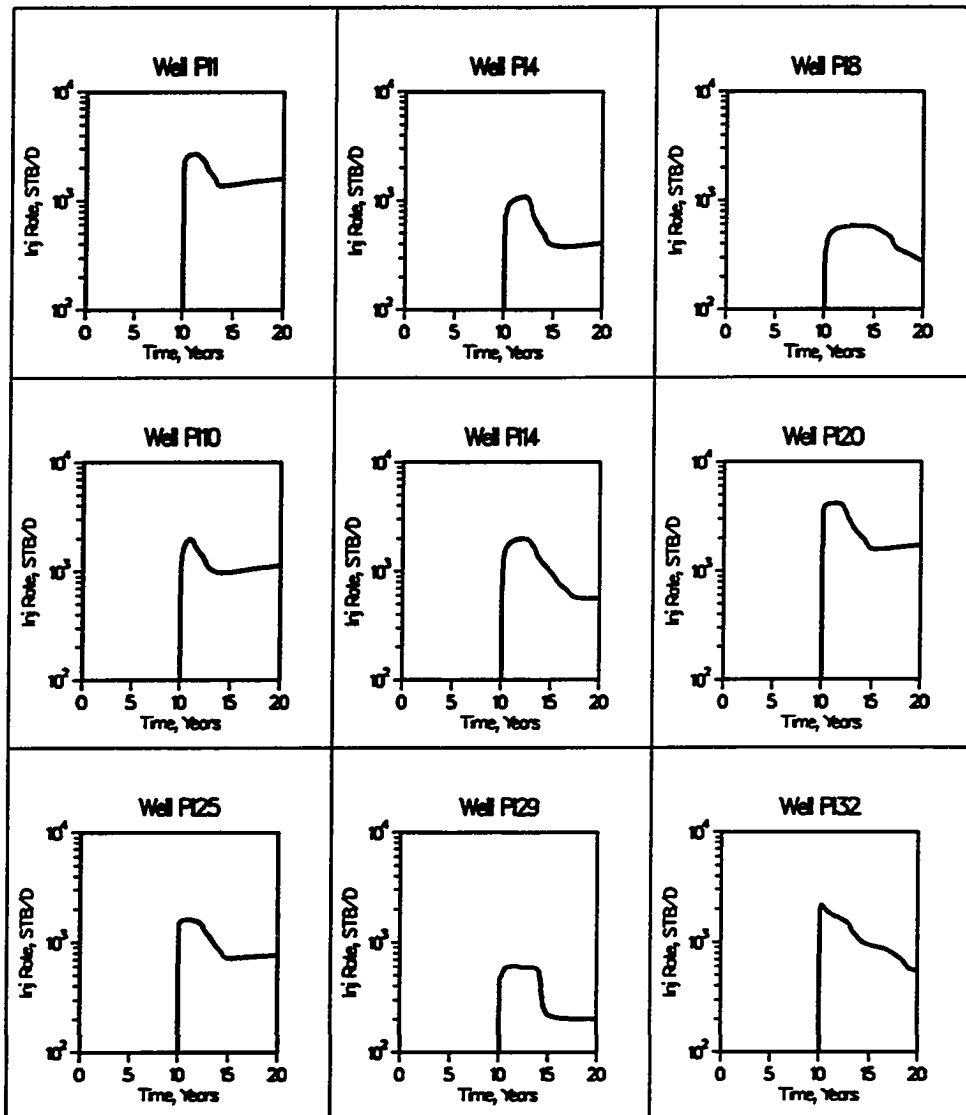 Well PI1
Inj Rate, STB/D
10⁴
10³
10²
0 5 10 15 20
Time, Years
Well PI4
Inj Rate, STB/D
10⁴
10³
10²
0 5 10 15 20
Time, Years
Well PI8
Inj Rate, STB/D
10⁴
10³
10²
0 5 10 15 20
Time, Years
Well PI10
Inj Rate, STB/D
10⁴
10³
10²
0 5 10 15 20
Time, Years
Well PI14
Inj Rate, STB/D
10⁴
10³
10²
0 5 10 15 20
Time, Years
Well PI20
Inj Rate, STB/D
10⁴
10³
10²
0 5 10 15 20
Time, Years
Well PI25
Inj Rate, STB/D
10⁴
10³
10²
0 5 10 15 20
Time, Years
Well PI29
Inj Rate, STB/D
10⁴
10³
10²
0 5 10 15 20
Time, Years
Well PI32
Inj Rate, STB/D
10⁴
10³
10²
0 5 10 15 20
Time, Years